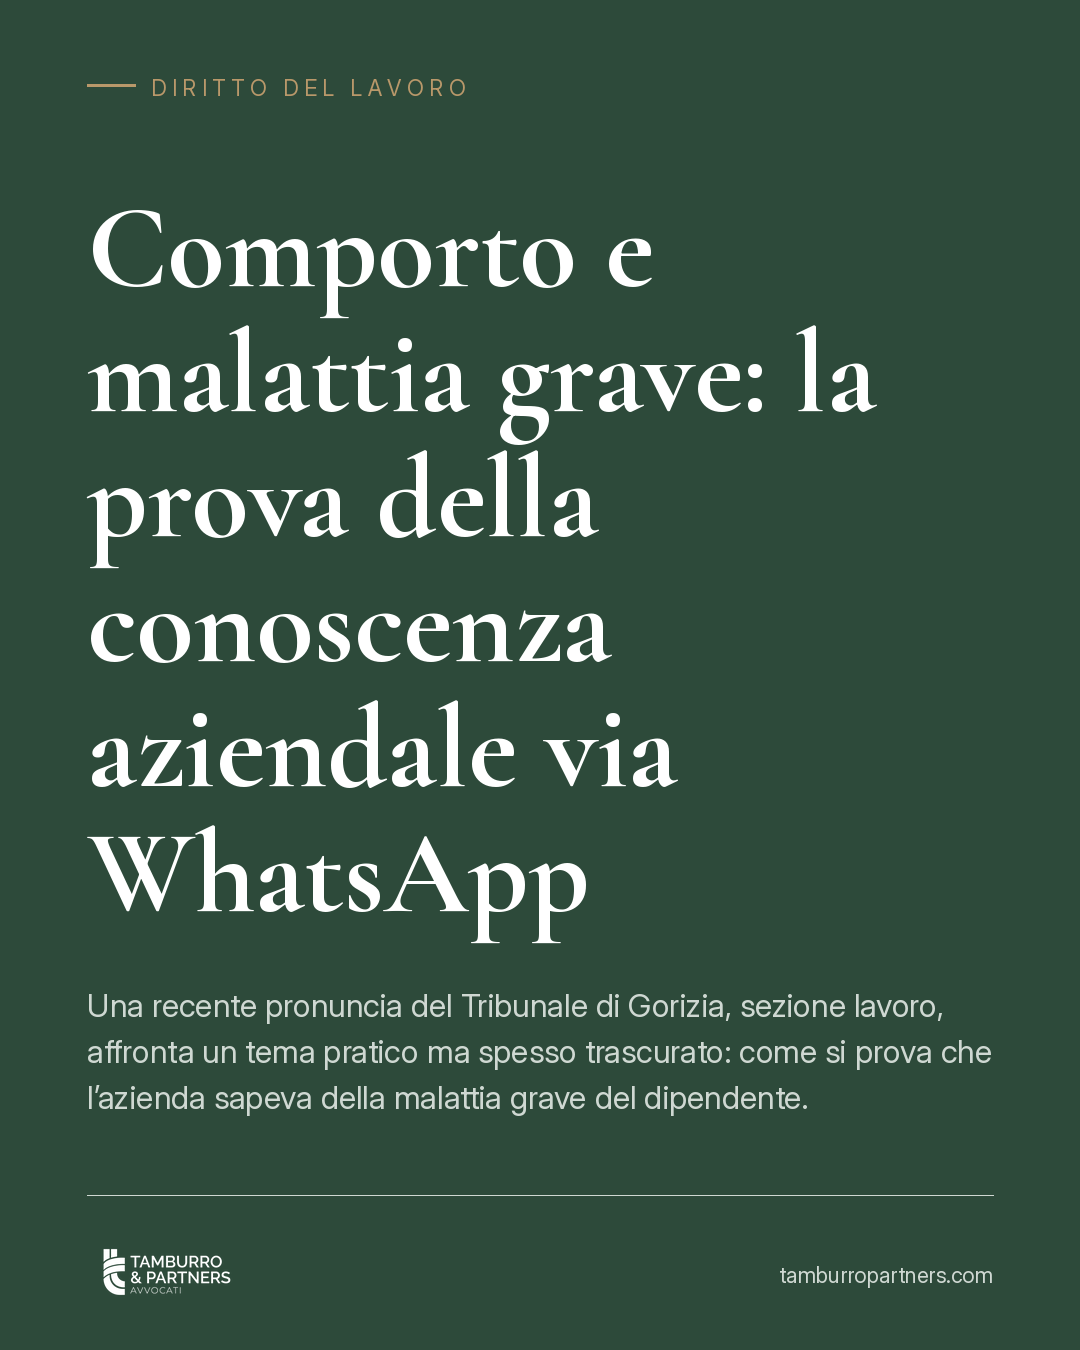 DIRITTO DEL LAVORO
Comporto e
malattia grave: la
prova della
conoscenza
aziendale via
WhatsApp
Una recente pronuncia del Tribunale di Gorizia, sezione lavoro,
affronta un tema pratico ma spesso trascurato: come si prova che
l’azienda sapeva della malattia grave del dipendente.
TAMBURRO
& PARTNERS
AVVOCATI
tamburropartners.com